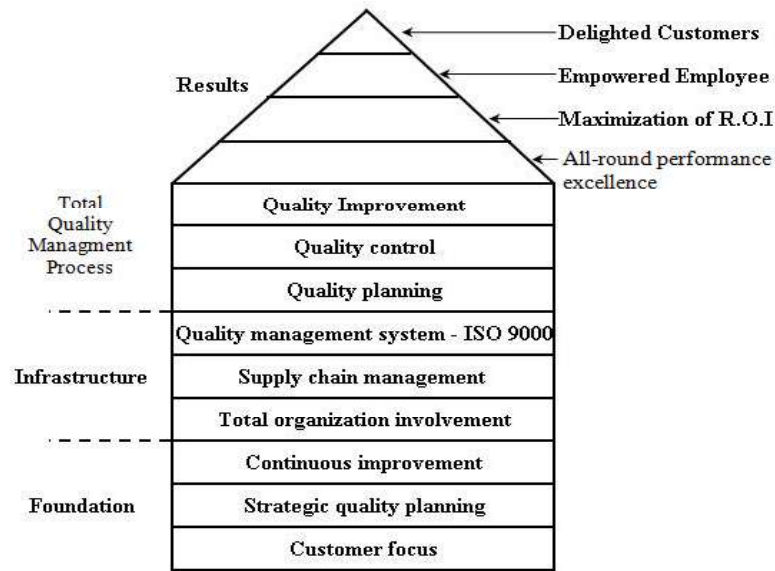 Delighted Customers
Empowered Employee
Results
Maximization of R.O.I
All-round performance
excellence
Total
Quality
Managment
Process
Quality Improvement
Quality control
Quality planning
Quality management system - ISO 9000
Infrastructure
Supply chain management
Total organization involvement
Continuous improvement
Foundation
Strategic quality planning
Customer focus